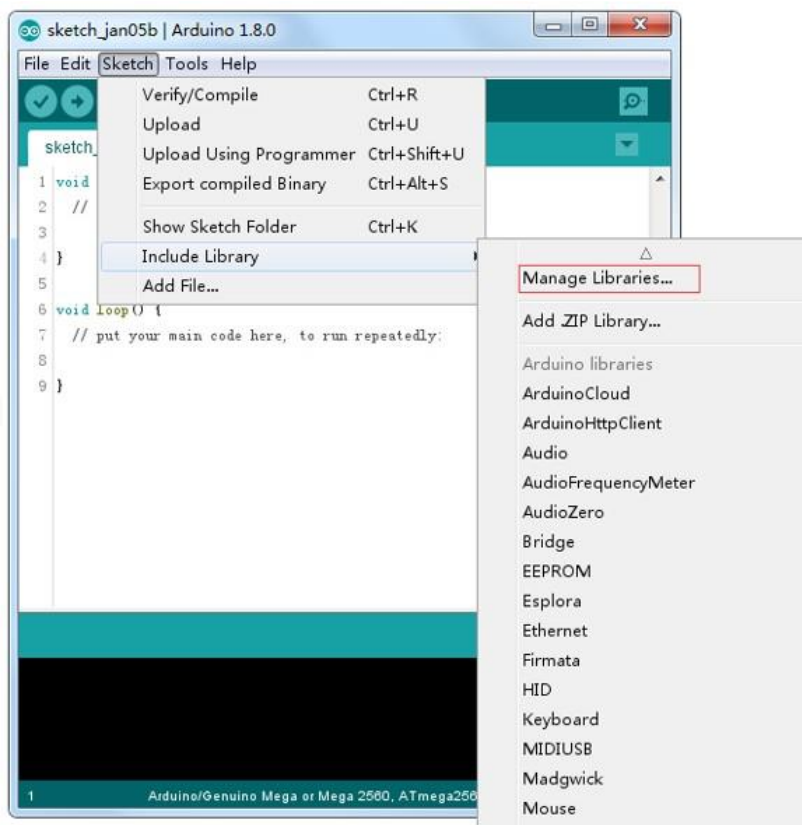 sketch_jan05b | Arduino 1.8.0
File Edit Sketch Tools Help
Verify/Compile Ctrl+R
Upload Ctrl+U
Upload Using Programmer Ctrl+Shift+U
Export compiled Binary Ctrl+Alt+S
Show Sketch Folder Ctrl+K
Include Library
Add File...
sketch_
1 void
2 //
3
4 }
5
6 void loop() {
7 // put your main code here, to run repeatedly:
8
9 }
Manage Libraries...
Add .ZIP Library...
Arduino libraries
ArduinoCloud
ArduinoHttpClient
Audio
AudioFrequencyMeter
AudioZero
Bridge
EEPROM
Esplora
Ethernet
Firmata
HID
Keyboard
MIDIUSB
Madgwick
Mouse
1 Arduino/Genuino Mega or Mega 2560, ATmega256